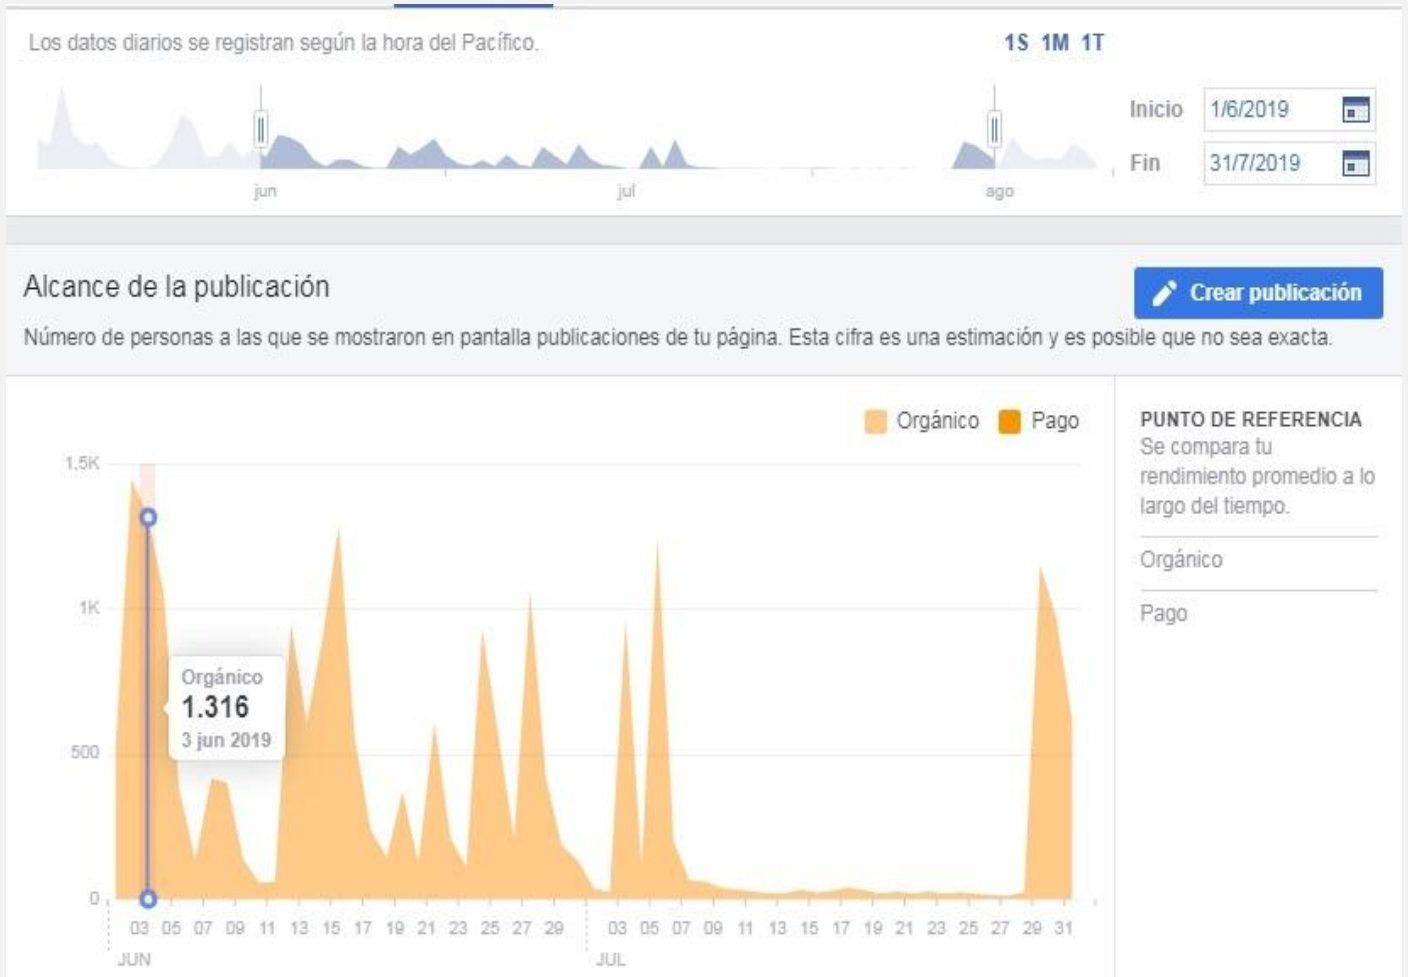 Los datos diarios se registran según la hora del Pacífico.
1S 1M 1T
Inicio 1/6/2019
Fin 31/7/2019
jun jul ago
Alcance de la publicación
Crear publicación
Número de personas a las que se mostraron en pantalla publicaciones de tu página. Esta cifra es una estimación y es posible que no sea exacta.
Orgánico Pago
PUNTO DE REFERENCIA
Se compara tu
rendimiento promedio a lo
largo del tiempo.
Orgánico
Pago
1,5K
1K
500
0
Orgánico
1.316
3 jun 2019
03 05 07 09 11 13 15 17 19 21 23 25 27 29 03 05 07 09 11 13 15 17 19 21 23 25 27 29 31
JUN JUL